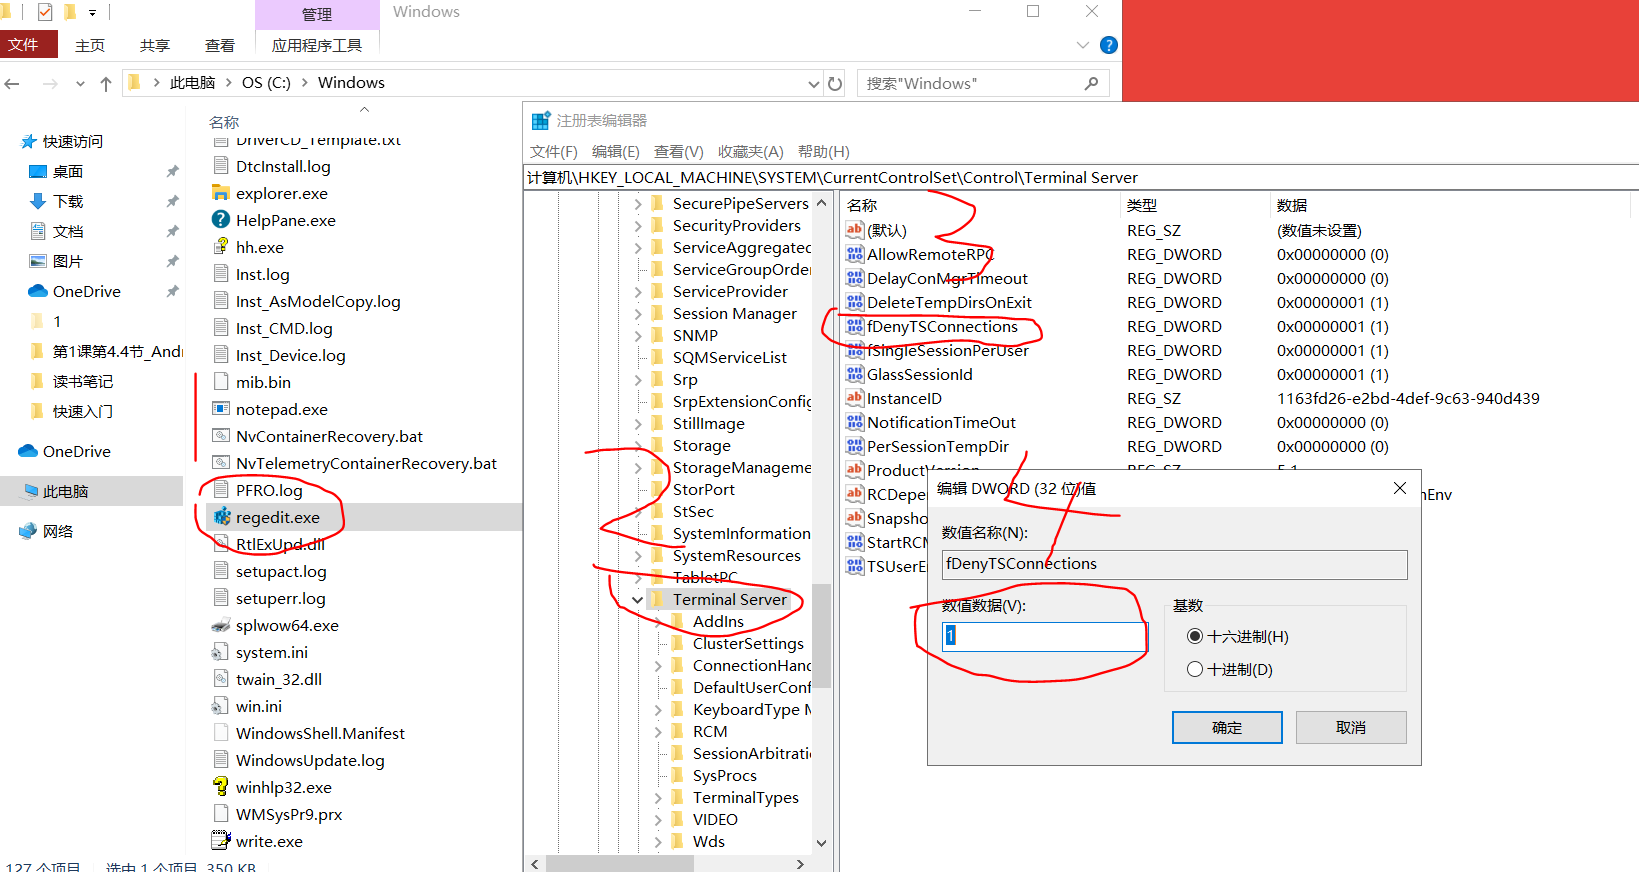 管理
Windows
文件
主页
共享
查看
应用程序工具
此电脑
OS (C:)
Windows
搜索"Windows"
快速访问
桌面
下载
文档
图片
OneDrive
1
第1课第4.4节_Andr
读书笔记
快速入门
OneDrive
此电脑
网络
名称
DriverCD_Template.txt
DtcInstall.log
explorer.exe
HelpPane.exe
hh.exe
Inst.log
Inst_AsModelCopy.log
Inst_CMD.log
Inst_Device.log
mib.bin
notepad.exe
NvContainerRecovery.bat
NvTelemetryContainerRecovery.bat
PFRO.log
regedit.exe
RtlExUpd.dll
setupact.log
setuperr.log
splwow64.exe
system.ini
twain_32.dll
win.ini
WindowsShell.Manifest
WindowsUpdate.log
winhlp32.exe
WMSysPr9.prx
write.exe
127 个项目
选中 1 个项目 350 KB
注册表编辑器
文件(F) 编辑(E) 查看(V) 收藏夹(A) 帮助(H)
计算机\HKEY_LOCAL_MACHINE\SYSTEM\CurrentControlSet\Control\Terminal Server
SecurePipeServers
SecurityProviders
ServiceAggregatec
ServiceGroupOrder
ServiceProvider
Session Manager
SNMP
SQMServiceList
Srp
SrpExtensionConfig
StillImage
Storage
StorageManageme
StorPort
StSec
SystemInformation
SystemResources
TabletPC
Terminal Server
AddIns
ClusterSettings
ConnectionHand
DefaultUserConf
KeyboardType M
RCM
SessionArbitrati
SysProcs
TerminalTypes
VIDEO
Wds
名称 类型 数据
(默认) REG_SZ (数值未设置)
AllowRemoteRPC REG_DWORD 0x00000000 (0)
DelayConMgrTimeout REG_DWORD 0x00000000 (0)
DeleteTempDirsOnExit REG_DWORD 0x00000001 (1)
fDenyTSConnections REG_DWORD 0x00000001 (1)
fSingleSessionPerUser REG_DWORD 0x00000001 (1)
GlassSessionId REG_DWORD 0x00000001 (1)
InstanceID REG_SZ 1163fd26-e2bd-4def-9c63-940d439
NotificationTimeOut REG_DWORD 0x00000000 (0)
PerSessionTempDir REG_DWORD 0x00000000 (0)
ProductVersion REG_SZ 5.1
RCDepe
nEnv
Snapsho
StartRCM
TSUserE
编辑 DWORD (32 位)值
数值名称(N):
fDenyTSConnections
数值数据(V):
1
基数
十六进制(H)
十进制(D)
确定
取消